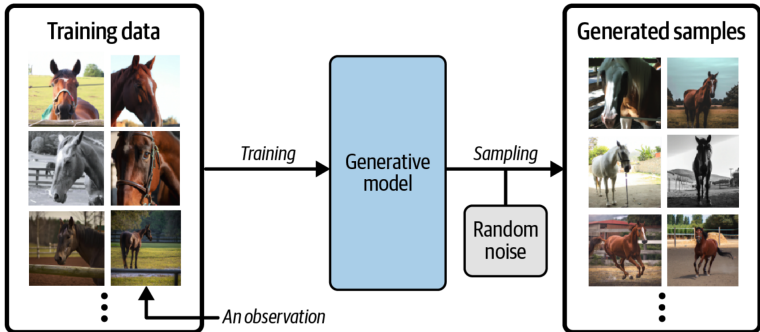 Training data
Generated samples
Training
Generative
model
Sampling
Random
noise
An observation